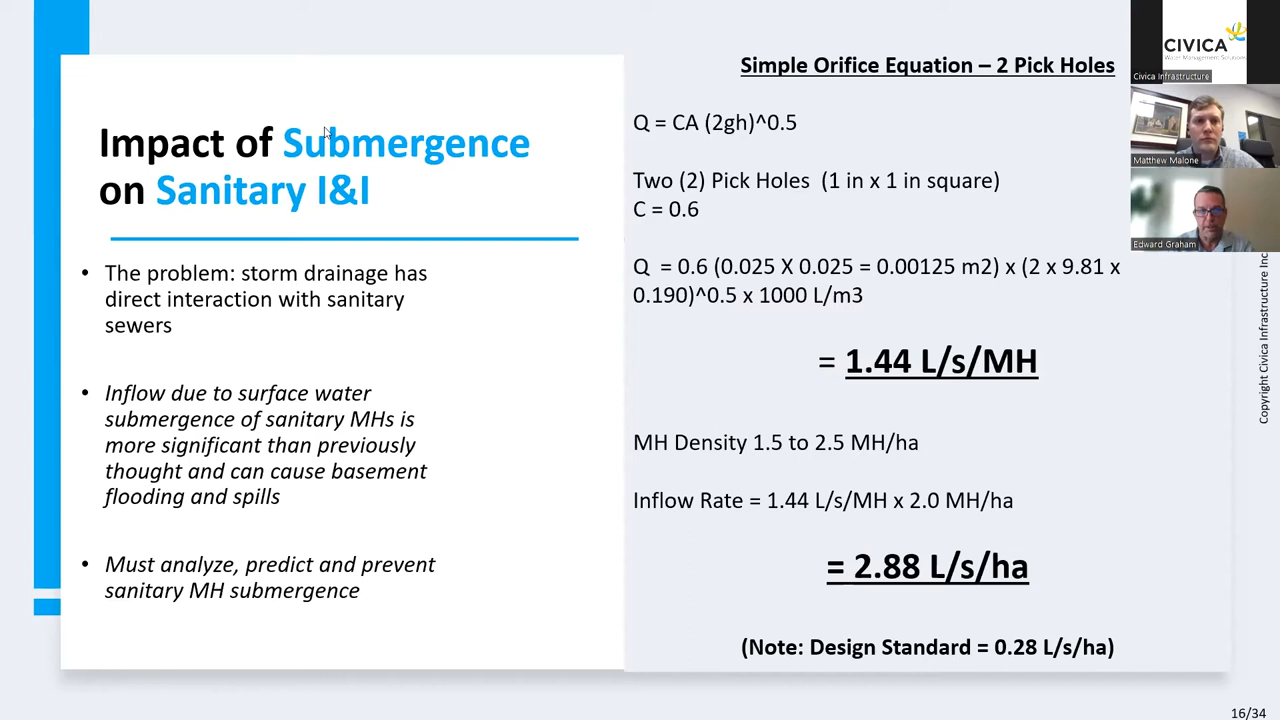 Impact of Submergence
on Sanitary I&I
• The problem: storm drainage has
direct interaction with sanitary
sewers
• Inflow due to surface water
submergence of sanitary MHs is
more significant than previously
thought and can cause basement
flooding and spills
• Must analyze, predict and prevent
sanitary MH submergence
Simple Orifice Equation – 2 Pick Holes
Q = CA (2gh)^0.5
Two (2) Pick Holes (1 in x 1 in square)
C = 0.6
Q = 0.6 (0.025 X 0.025 = 0.00125 m2) x (2 x 9.81 x
0.190)^0.5 x 1000 L/m3
= 1.44 L/s/MH
MH Density 1.5 to 2.5 MH/ha
Inflow Rate = 1.44 L/s/MH x 2.0 MH/ha
= 2.88 L/s/ha
(Note: Design Standard = 0.28 L/s/ha)
CIVICA
Water Management Solutions
Civica Infrastructure
Matthew Malone
Edward Graham
Copyright Civica Infrastructure Inc
16/34